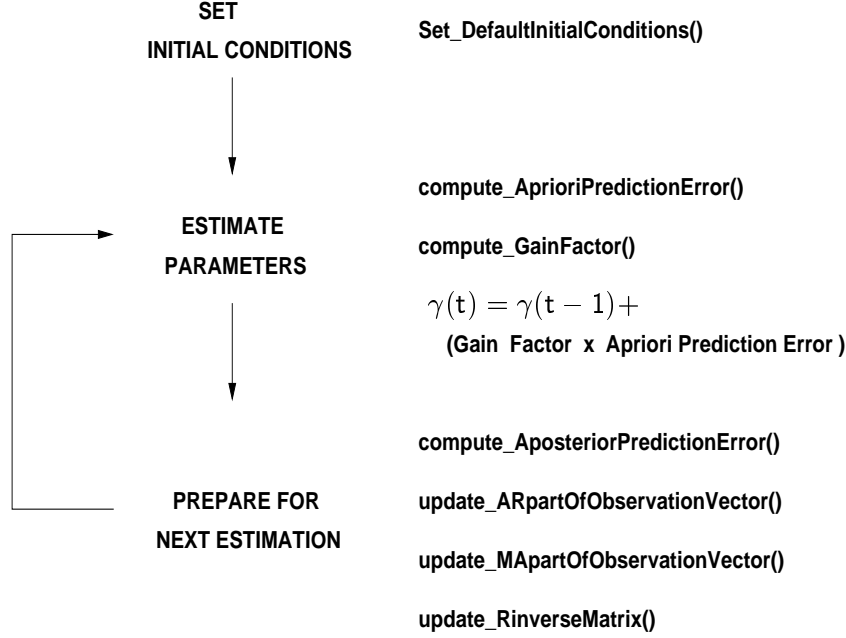 SET
INITIAL CONDITIONS
Set_DefaultInitialConditions()
ESTIMATE
PARAMETERS
compute_AprioriPredictionError()
compute_GainFactor()
γ(t) = γ(t − 1)+
(Gain Factor x Apriori Prediction Error )
PREPARE FOR
NEXT ESTIMATION
compute_AposteriorPredictionError()
update_ARpartOfObservationVector()
update_MApartOfObservationVector()
update_RinverseMatrix()